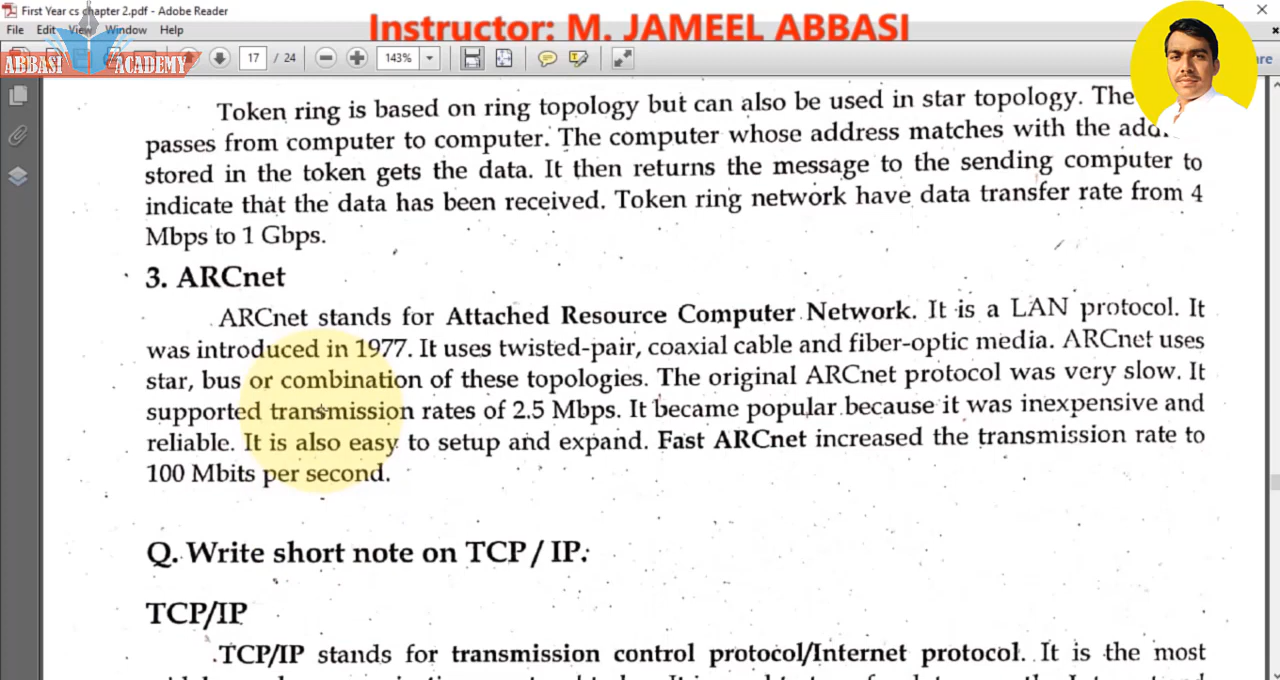 First Year cs chapter 2.pdf - Adobe Reader
Instructor: M. JAMEEL ABBASI
File Edit View Window Help
ABBASI ACADEMY
17 / 24 143%
Token ring is based on ring topology but can also be used in star topology. The
passes from computer to computer. The computer whose address matches with the
stored in the token gets the data. It then returns the message to the sending computer to
indicate that the data has been received. Token ring network have data transfer rate from 4
Mbps to 1 Gbps.
3. ARCnet
ARCnet stands for Attached Resource Computer Network. It is a LAN protocol. It
was introduced in 1977. It uses twisted-pair, coaxial cable and fiber-optic media. ARCnet uses
star, bus or combination of these topologies. The original ARCnet protocol was very slow. It
supported transmission rates of 2.5 Mbps. It became popular because it was inexpensive and
reliable. It is also easy to setup and expand. Fast ARCnet increased the transmission rate to
100 Mbits per second.
Q. Write short note on TCP / IP:
TCP/IP
TCP/IP stands for transmission control protocol/Internet protocol. It is the most